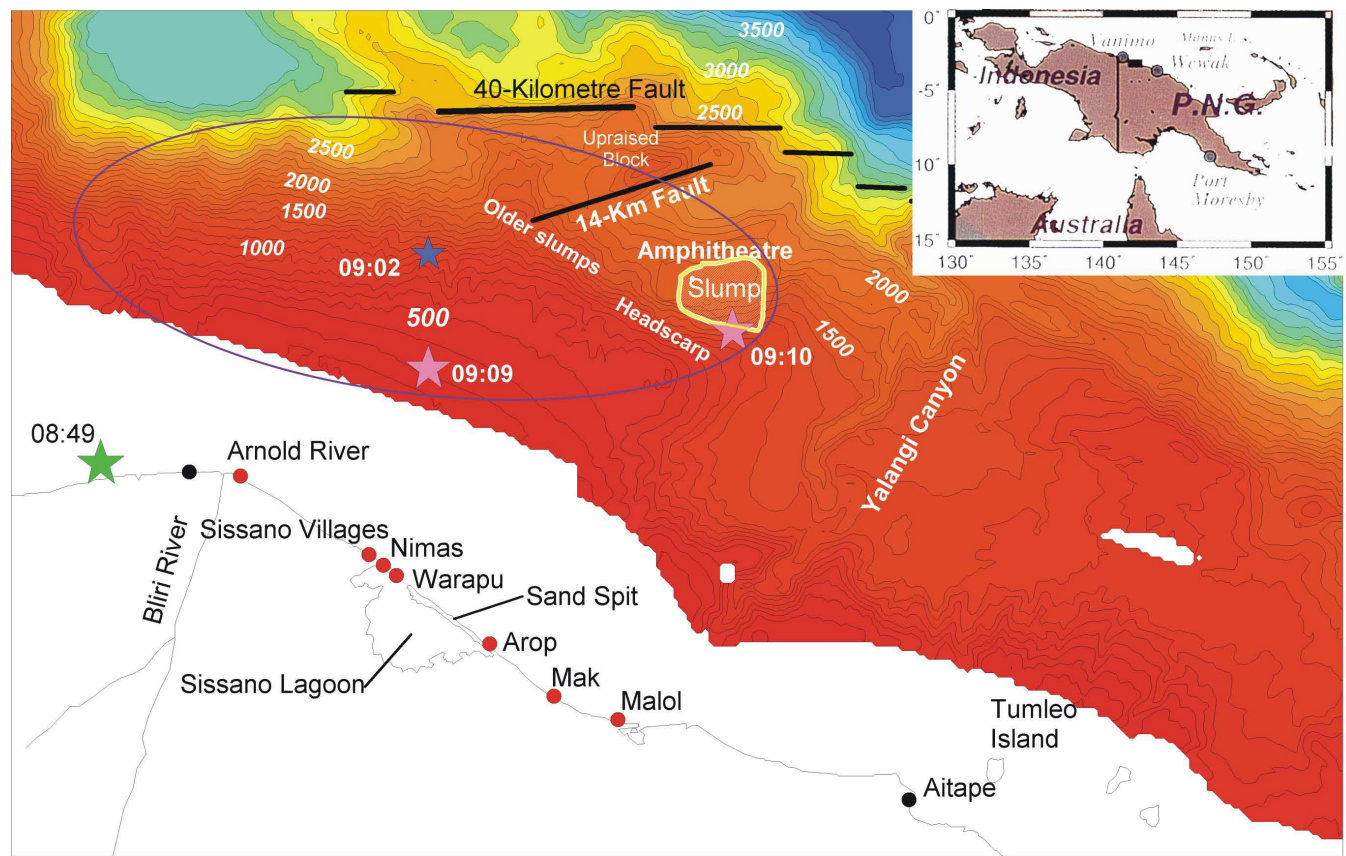 3500
3000
2500
40-Kilometre Fault
Upraised
Block
2500
2000
1500
1000
500
14-Km Fault
Older slumps
Amphitheatre
Slump
Headscarp
09:02
09:09
09:10
2000
1500
Yalangi Canyon
08:49
Arnold River
Bliri River
Sissano Villages
Nimas
Warapu
Sand Spit
Arop
Sissano Lagoon
Mak
Malol
Tumleo
Island
Aitape
0°
-5°
-10°
15°
130°
135°
140°
145°
150°
155°
Vanimo
Manus I.
Wewak
Indonesia
P.N.G.
Port
Moresby
Australia